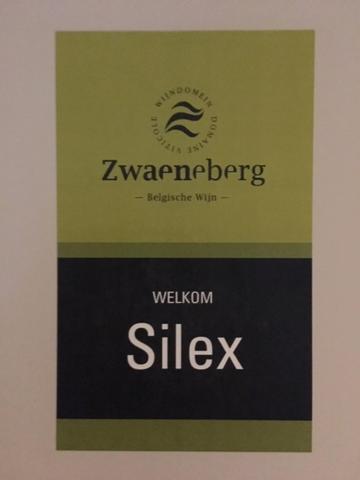 WIJNDOMEIN DOMAINE VITICOLE
Zwaeneberg
— Belgische Wijn —
WELKOM
Silex